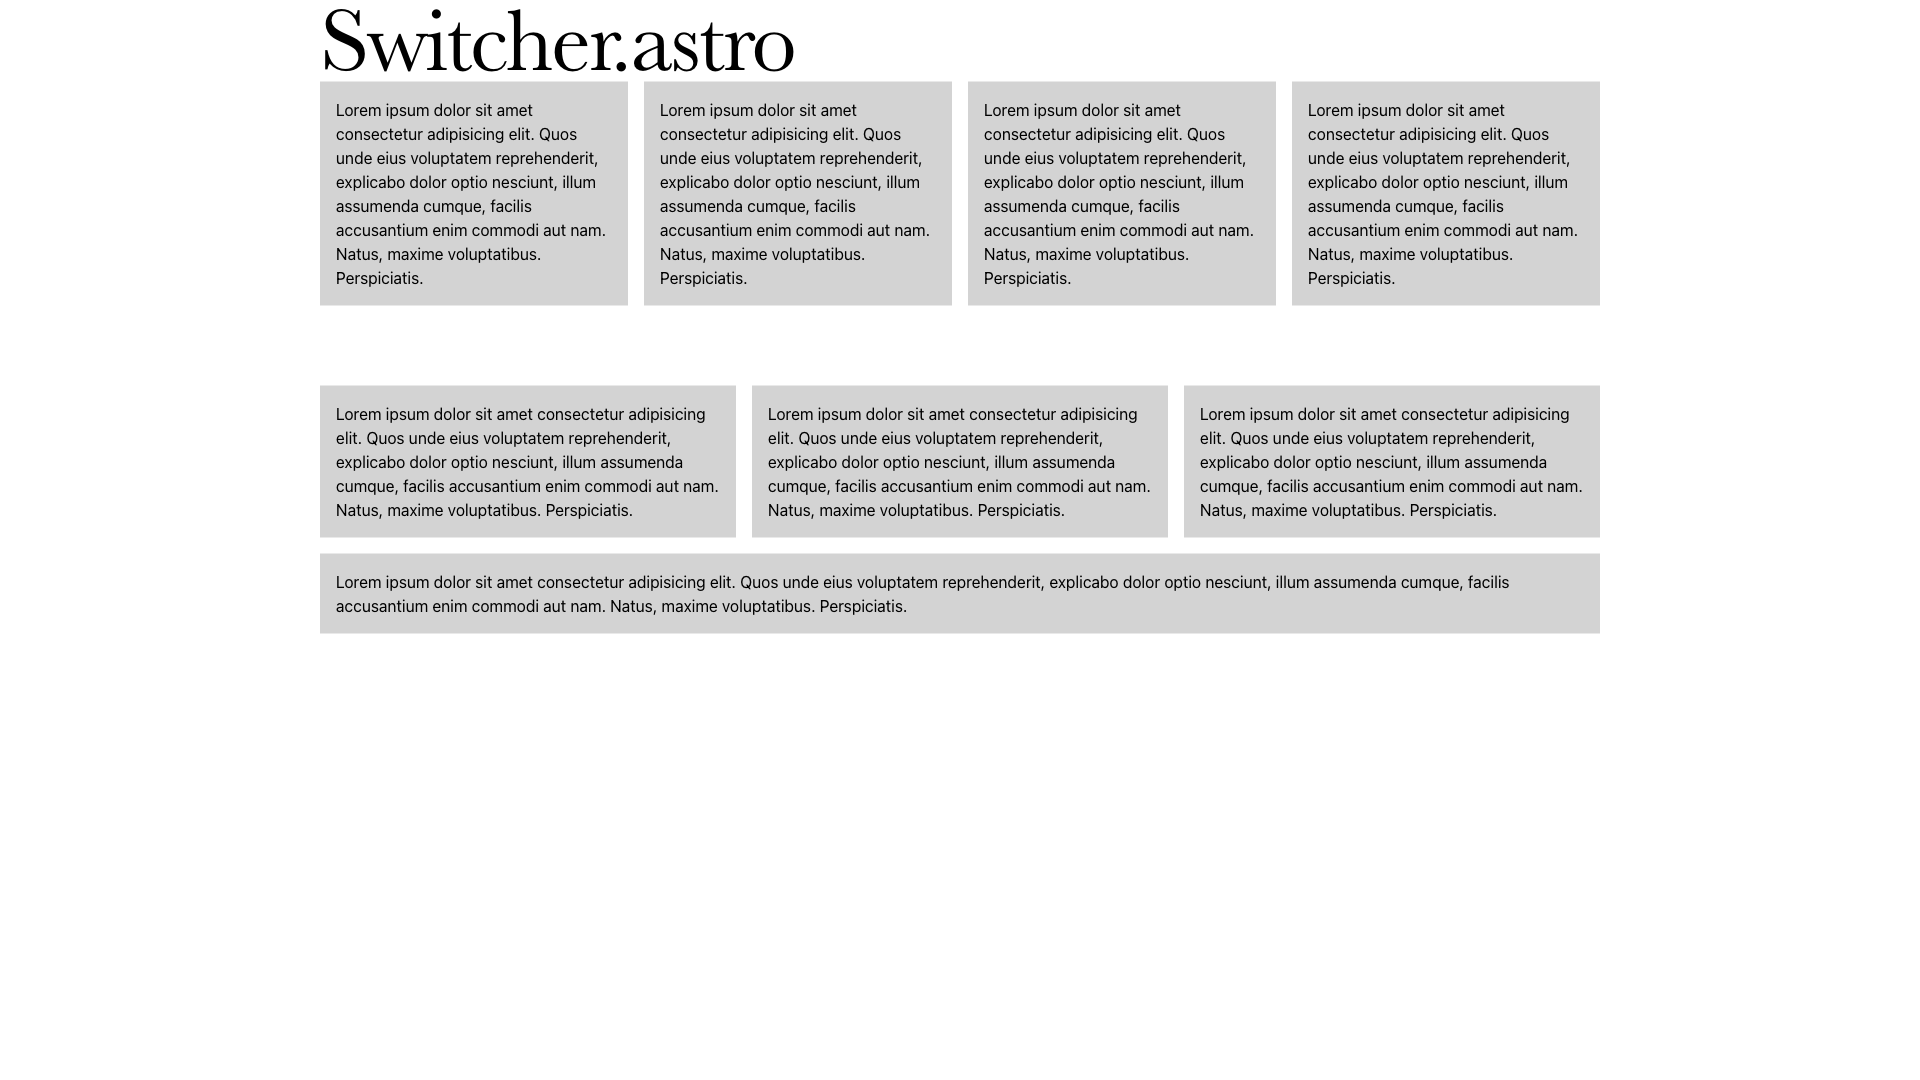 Switcher.astro
Lorem ipsum dolor sit amet
consectetur adipisicing elit. Quos
unde eius voluptatem reprehenderit,
explicabo dolor optio nesciunt, illum
assumenda cumque, facilis
accusantium enim commodi aut nam.
Natus, maxime voluptatibus.
Perspiciatis.
Lorem ipsum dolor sit amet
consectetur adipisicing elit. Quos
unde eius voluptatem reprehenderit,
explicabo dolor optio nesciunt, illum
assumenda cumque, facilis
accusantium enim commodi aut nam.
Natus, maxime voluptatibus.
Perspiciatis.
Lorem ipsum dolor sit amet
consectetur adipisicing elit. Quos
unde eius voluptatem reprehenderit,
explicabo dolor optio nesciunt, illum
assumenda cumque, facilis
accusantium enim commodi aut nam.
Natus, maxime voluptatibus.
Perspiciatis.
Lorem ipsum dolor sit amet
consectetur adipisicing elit. Quos
unde eius voluptatem reprehenderit,
explicabo dolor optio nesciunt, illum
assumenda cumque, facilis
accusantium enim commodi aut nam.
Natus, maxime voluptatibus.
Perspiciatis.
Lorem ipsum dolor sit amet consectetur adipisicing
elit. Quos unde eius voluptatem reprehenderit,
explicabo dolor optio nesciunt, illum assumenda
cumque, facilis accusantium enim commodi aut nam.
Natus, maxime voluptatibus. Perspiciatis.
Lorem ipsum dolor sit amet consectetur adipisicing
elit. Quos unde eius voluptatem reprehenderit,
explicabo dolor optio nesciunt, illum assumenda
cumque, facilis accusantium enim commodi aut nam.
Natus, maxime voluptatibus. Perspiciatis.
Lorem ipsum dolor sit amet consectetur adipisicing
elit. Quos unde eius voluptatem reprehenderit,
explicabo dolor optio nesciunt, illum assumenda
cumque, facilis accusantium enim commodi aut nam.
Natus, maxime voluptatibus. Perspiciatis.
Lorem ipsum dolor sit amet consectetur adipisicing elit. Quos unde eius voluptatem reprehenderit, explicabo dolor optio nesciunt, illum assumenda cumque, facilis
accusantium enim commodi aut nam. Natus, maxime voluptatibus. Perspiciatis.